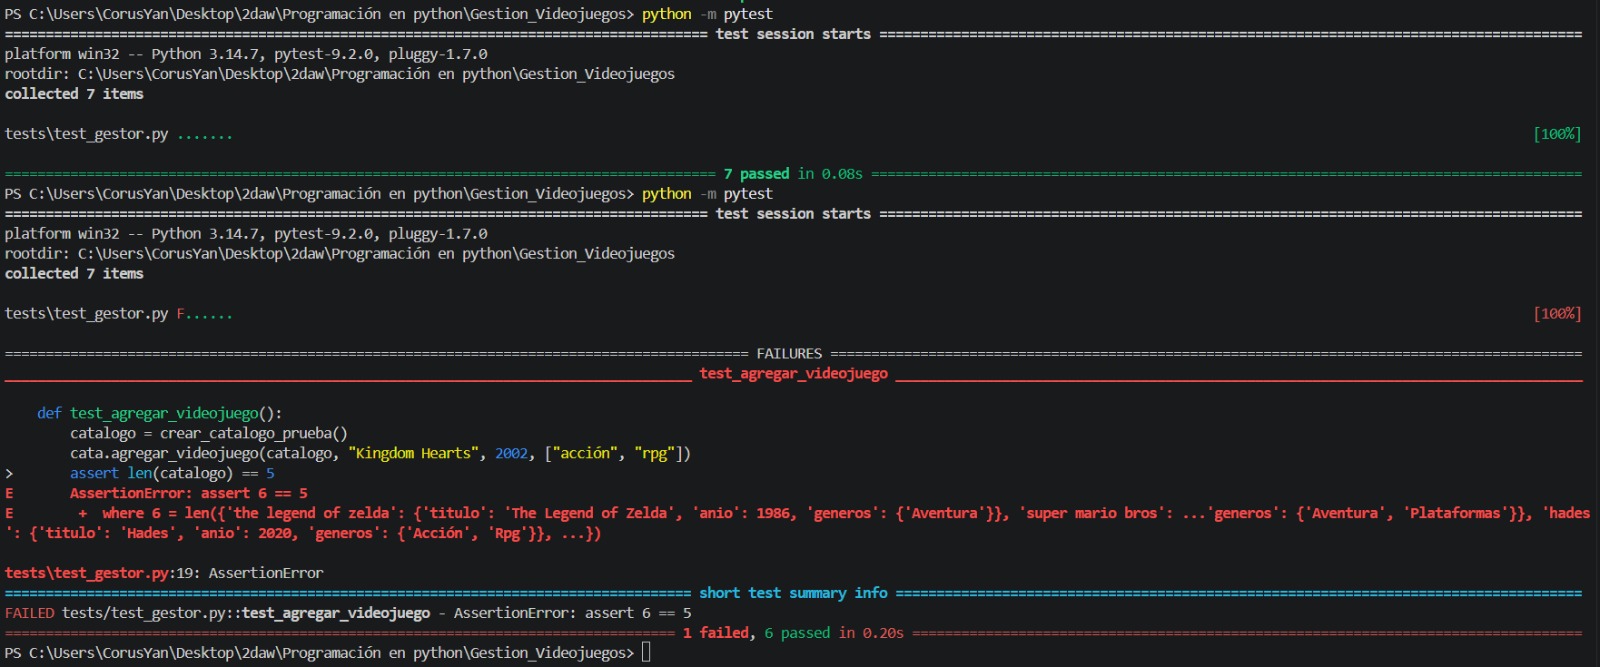 PS C:\Users\CorusYan\Desktop\2daw\Programación en python\Gestion_Videojuegos> python -m pytest
================================================================================ test session starts ================================================================================
platform win32 -- Python 3.14.7, pytest-9.2.0, pluggy-1.7.0
rootdir: C:\Users\CorusYan\Desktop\2daw\Programación en python\Gestion_Videojuegos
collected 7 items
tests\test_gestor.py ....... [100%]
================================================================================ 7 passed in 0.08s ================================================================================
PS C:\Users\CorusYan\Desktop\2daw\Programación en python\Gestion_Videojuegos> python -m pytest
================================================================================ test session starts ================================================================================
platform win32 -- Python 3.14.7, pytest-9.2.0, pluggy-1.7.0
rootdir: C:\Users\CorusYan\Desktop\2daw\Programación en python\Gestion_Videojuegos
collected 7 items
tests\test_gestor.py F...... [100%]
================================================================================ FAILURES ================================================================================
________________________________________________________________________________ test_agregar_videojuego ________________________________________________________________________________
    def test_agregar_videojuego():
        catalogo = crear_catalogo_prueba()
        cata.agregar_videojuego(catalogo, "Kingdom Hearts", 2002, ["acción", "rpg"])
>       assert len(catalogo) == 5
E       AssertionError: assert 6 == 5
E        +  where 6 = len({'the legend of zelda': {'titulo': 'The Legend of Zelda', 'anio': 1986, 'generos': {'Aventura'}}, 'super mario bros': ...'generos': {'Aventura', 'Plataformas'}}, 'hades
': {'titulo': 'Hades', 'anio': 2020, 'generos': {'Acción', 'Rpg'}}, ...})
tests\test_gestor.py:19: AssertionError
================================================================================ short test summary info ================================================================================
FAILED tests/test_gestor.py::test_agregar_videojuego - AssertionError: assert 6 == 5
================================================================================ 1 failed, 6 passed in 0.20s ================================================================================
PS C:\Users\CorusYan\Desktop\2daw\Programación en python\Gestion_Videojuegos>